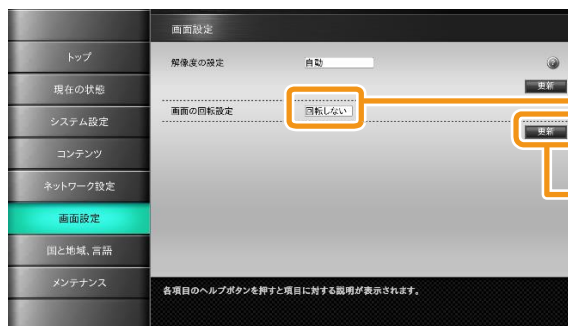 画面設定
トップ
現在の状態
システム設定
コンテンツ
ネットワーク設定
画面設定
国と地域、言語
メンテナンス
解像度の設定 自動
更新
画面の回転設定 回転しない
更新
各項目のヘルプボタンを押すと項目に対する説明が表示されます。